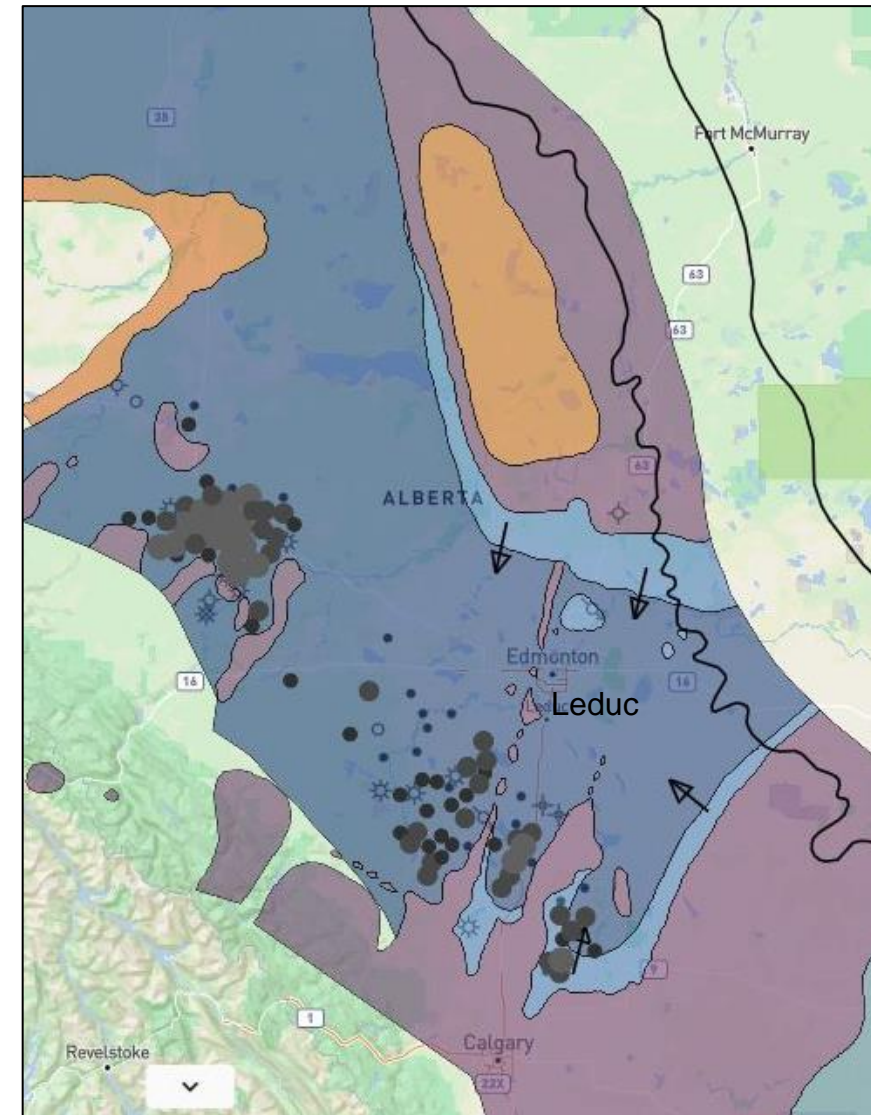 35
Fort McMurray
63
63
63
ALBERTA
Edmonton
16
16
Leduc
9
1
Calgary
Revelstoke
22X